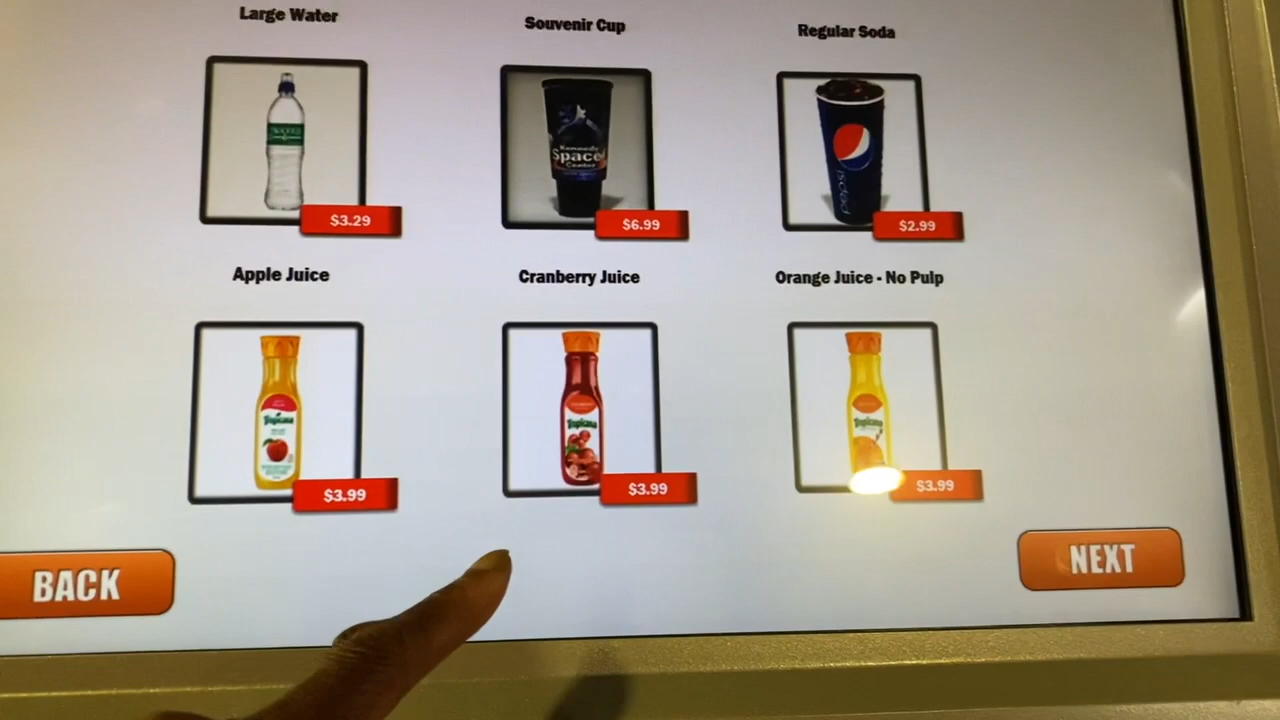 Large Water
Souvenir Cup
Regular Soda
Kennedy
Space
Center
pepsi
$3.29
$6.99
$2.99
Apple Juice
Cranberry Juice
Orange Juice - No Pulp
Tropicana
Tropicana
Tropicana
$3.99
$3.99
$3.99
BACK
NEXT